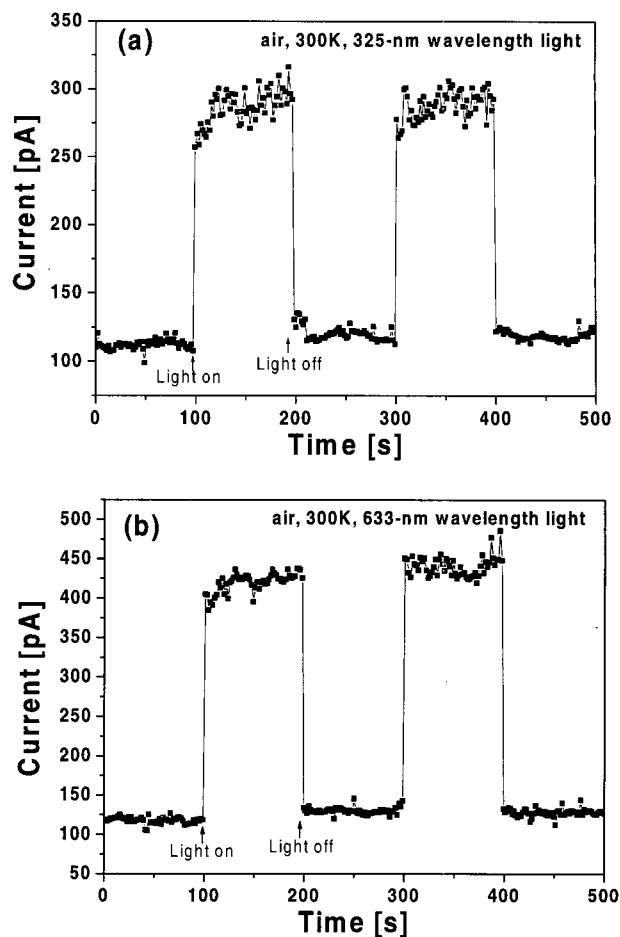 (a)
air, 300K, 325-nm wavelength light
350
300
250
200
150
100
Current [pA]
Light on
Light off
0 100 200 300 400 500
Time [s]
(b)
air, 300K, 633-nm wavelength light
500
450
400
350
300
250
200
150
100
50
Current [pA]
Light on
Light off
0 100 200 300 400 500
Time [s]